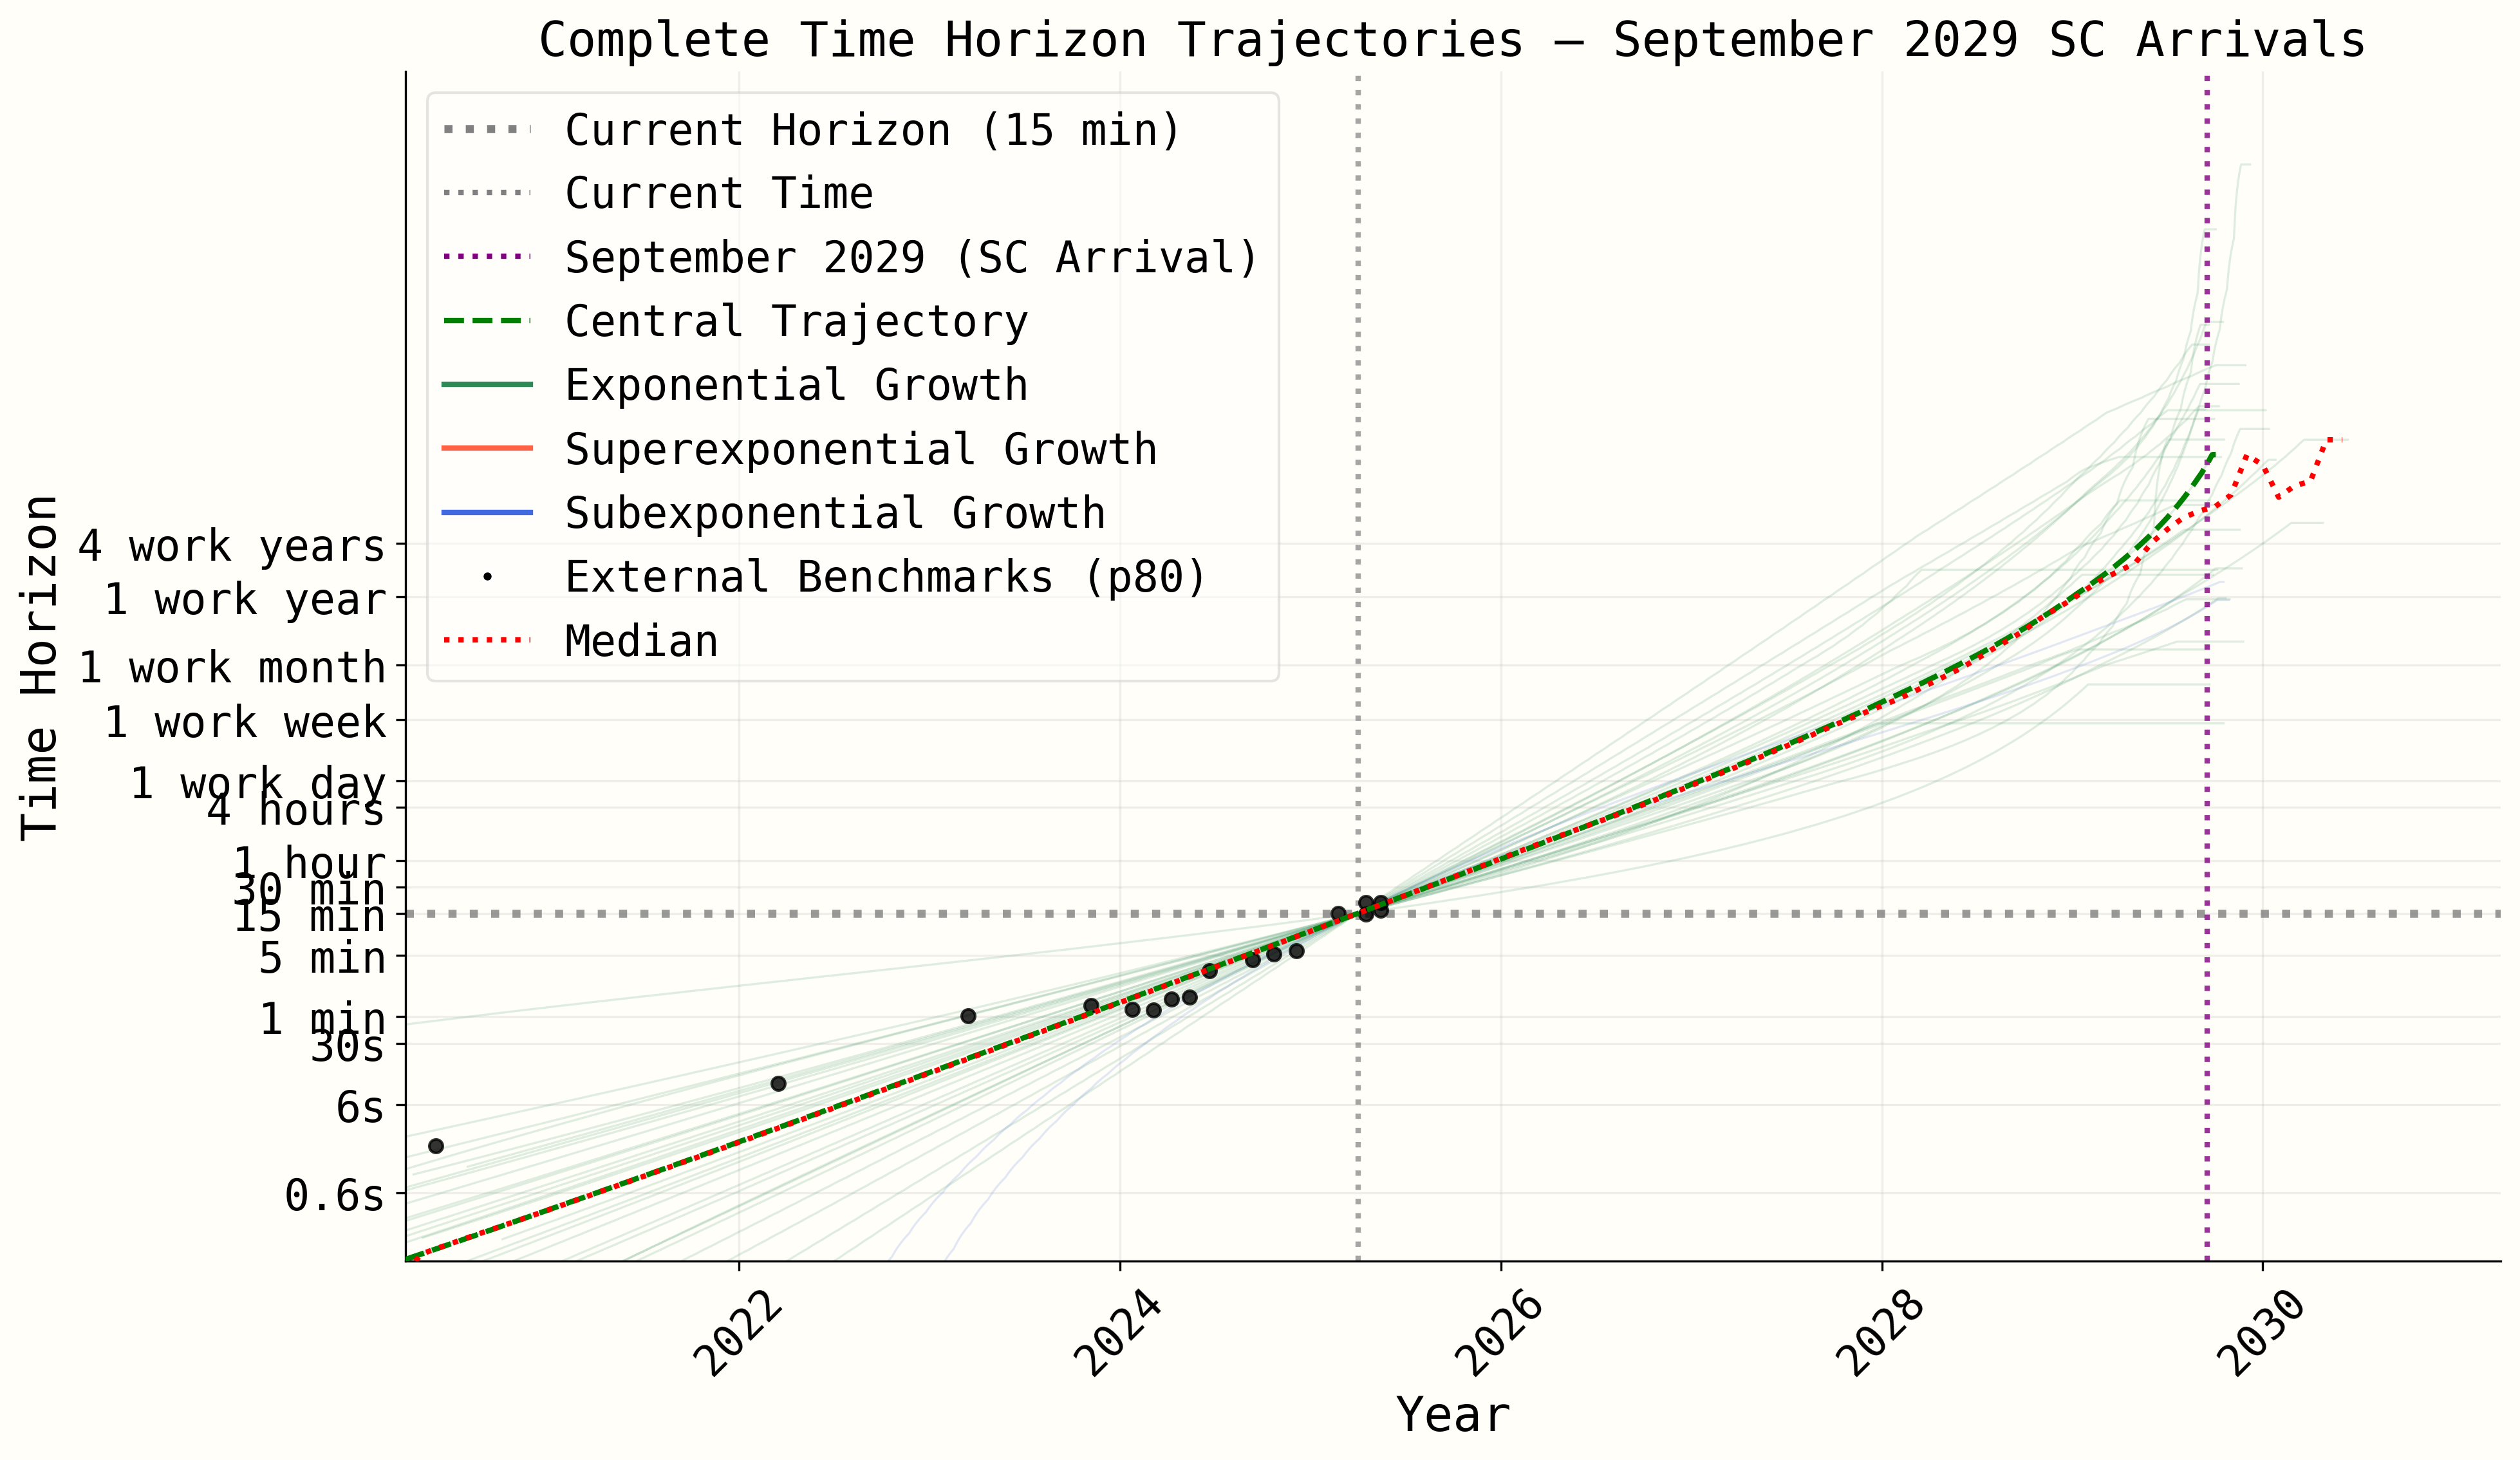 Complete Time Horizon Trajectories — September 2029 SC Arrivals
Current Horizon (15 min)
Current Time
September 2029 (SC Arrival)
Central Trajectory
Exponential Growth
Superexponential Growth
Subexponential Growth
External Benchmarks (p80)
Median
Time Horizon
4 work years
1 work year
1 work month
1 work week
1 work day
4 hours
1 hour
30 min
15 min
5 min
1 min
30s
6s
0.6s
2022
2024
2026
2028
2030
Year